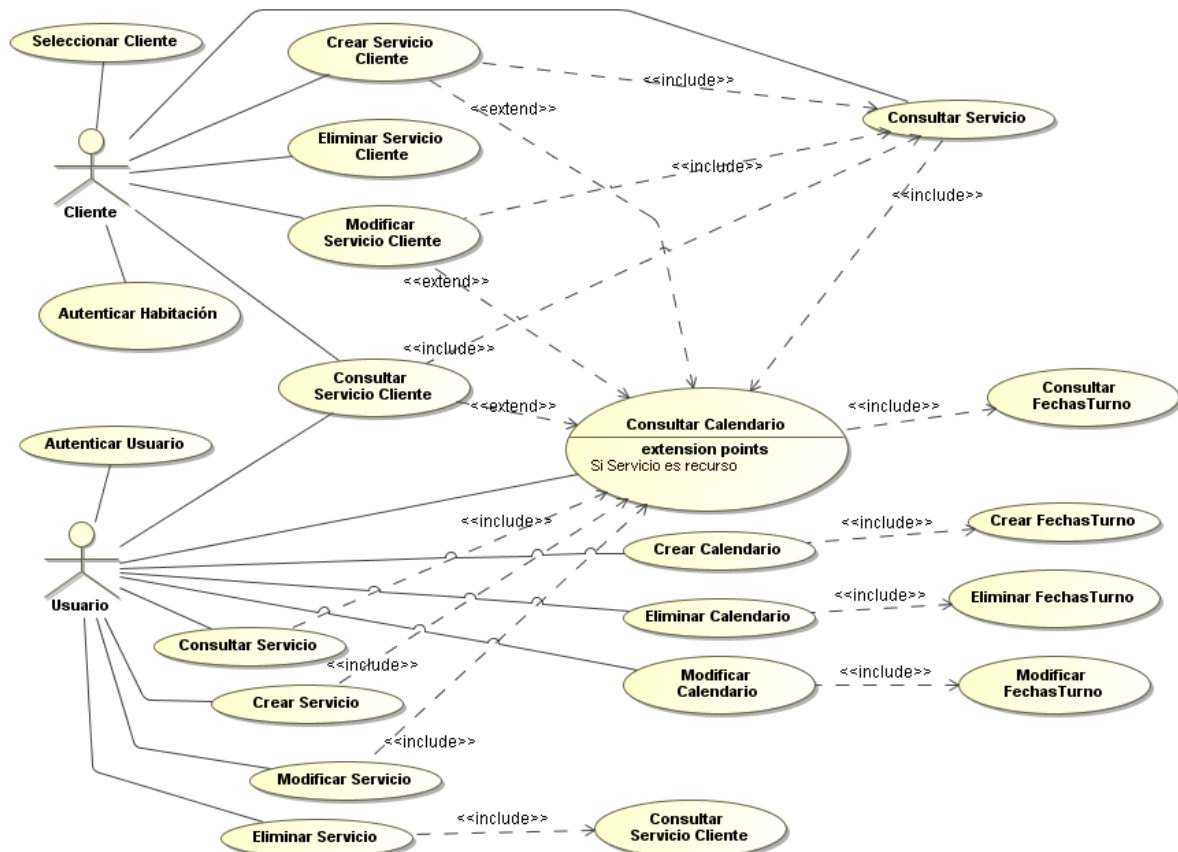 Seleccionar Cliente
Crear Servicio
Cliente
<<include>>
<<extend>>
Consultar Servicio
Eliminar Servicio
Cliente
<<include>>
<<include>>
Cliente
Modificar
Servicio Cliente
<<extend>>
Autenticar Habitación
<<include>>
Consultar
Servicio Cliente
<<extend>>
Consultar Calendario
extension points
Si Servicio es recurso
<<include>>
Consultar
FechasTurno
Autenticar Usuario
<<include>>
Crear Calendario
<<include>>
Crear FechasTurno
Usuario
Eliminar Calendario
<<include>>
Eliminar FechasTurno
Consultar Servicio
<<include>>
Modificar
Calendario
<<include>>
Modificar
FechasTurno
Crear Servicio
<<include>>
Modificar Servicio
Eliminar Servicio
<<include>>
Consultar
Servicio Cliente